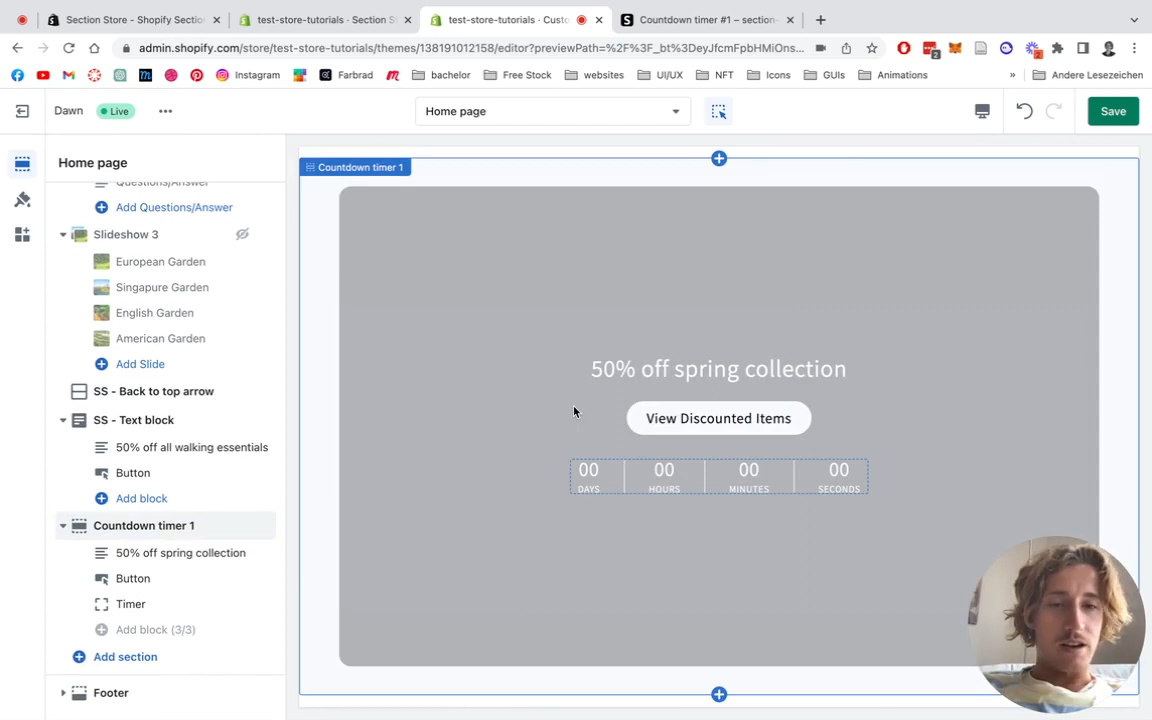 Section Store - Shopify Section
test-store-tutorials - Section S
test-store-tutorials - Custo
Countdown timer #1 – section-
admin.shopify.com/store/test-store-tutorials/themes/138191012158/editor?previewPath=%2F%3F_bt%3DeyJfcmFpbHMiOns...
2
2
Instagram
Farbrad
bachelor
Free Stock
websites
UI/UX
NFT
Icons
GUIs
Animations
»
Andere Lesezeichen
Dawn
Live
Home page
Save
Home page
Questions/Answer
Add Questions/Answer
Slideshow 3
European Garden
Singapure Garden
English Garden
American Garden
Add Slide
SS - Back to top arrow
SS - Text block
50% off all walking essentials
Button
Add block
Countdown timer 1
50% off spring collection
Button
Timer
Add block (3/3)
Add section
Footer
Countdown timer 1
50% off spring collection
View Discounted Items
00 00 00 00
DAYS HOURS MINUTES SECONDS